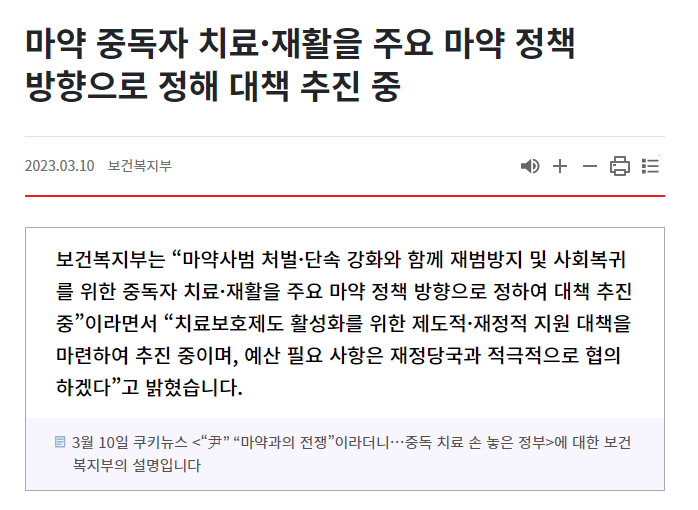 마약 중독자 치료·재활을 주요 마약 정책
방향으로 정해 대책 추진 중
2023.03.10 보건복지부
보건복지부는 “마약사범 처벌·단속 강화와 함께 재범방지 및 사회복귀
를 위한 중독자 치료·재활을 주요 마약 정책 방향으로 정하여 대책 추진
중”이라면서 “치료보호제도 활성화를 위한 제도적·재정적 지원 대책을
마련하여 추진 중이며, 예산 필요 사항은 재정당국과 적극적으로 협의
하겠다”고 밝혔습니다.
3월 10일 쿠키뉴스 <“尹” “마약과의 전쟁”이라더니…중독 치료 손 놓은 정부>에 대한 보건
복지부의 설명입니다